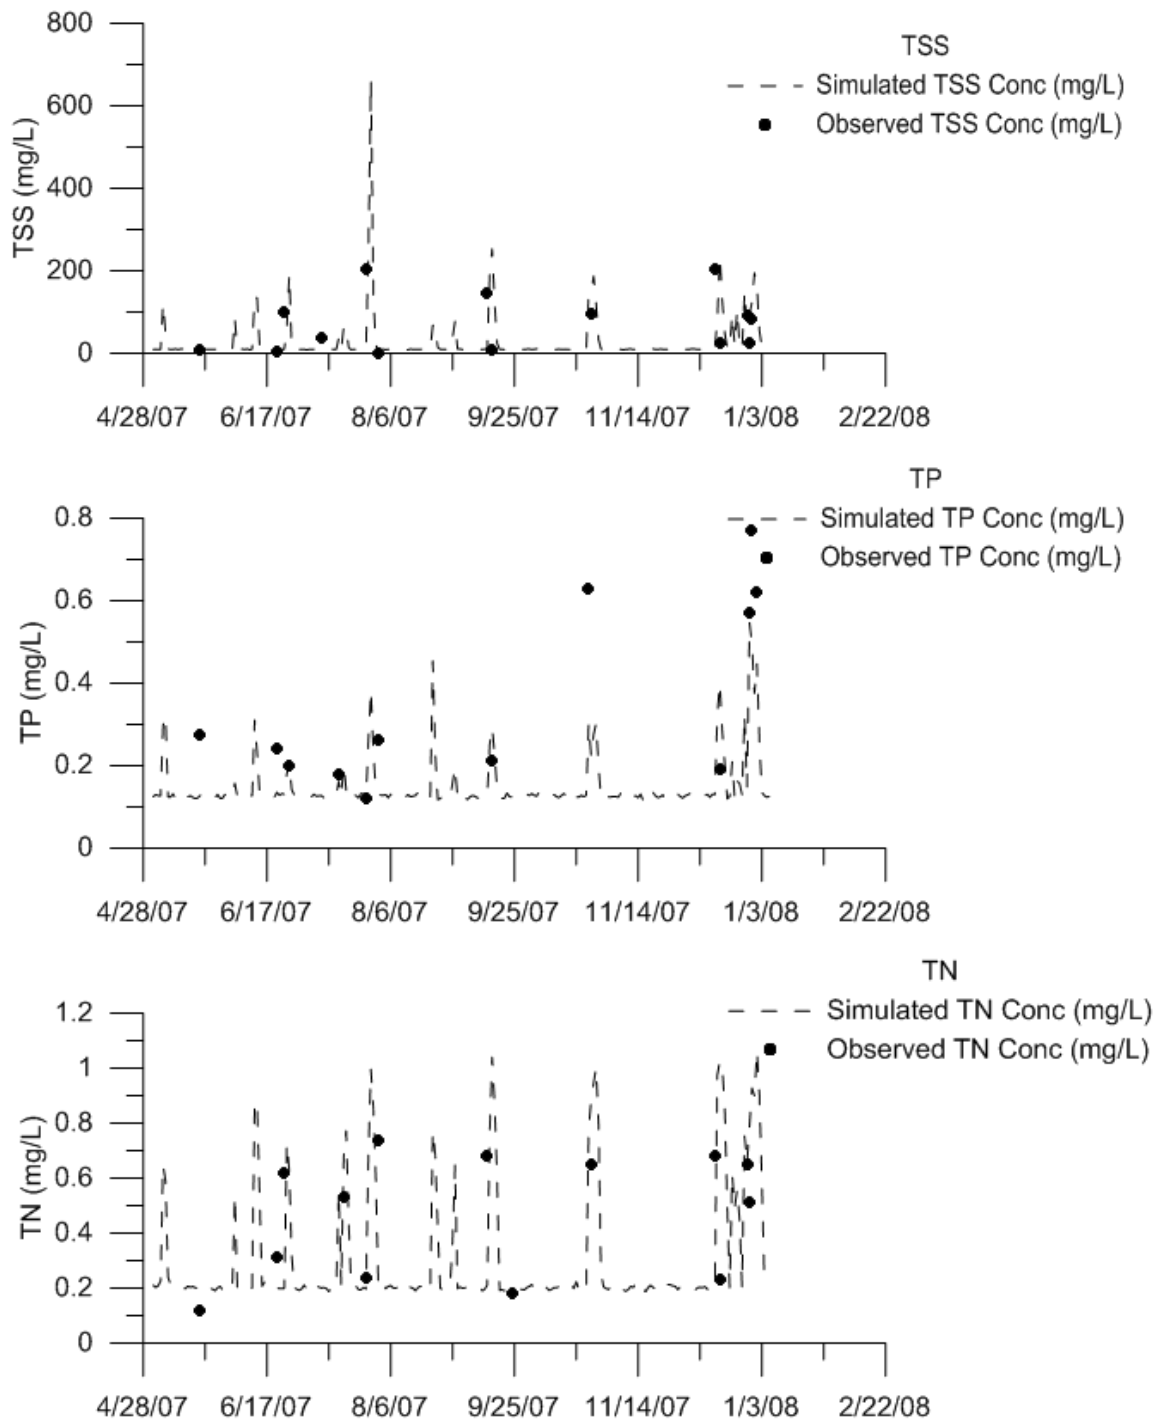 800
TSS
Simulated TSS Conc (mg/L)
600
Observed TSS Conc (mg/L)
TSS (mg/L)
400
200
0
4/28/07 6/17/07 8/6/07 9/25/07 11/14/07 1/3/08 2/22/08
TP
0.8
Simulated TP Conc (mg/L)
Observed TP Conc (mg/L)
0.6
TP (mg/L)
0.4
0.2
0
4/28/07 6/17/07 8/6/07 9/25/07 11/14/07 1/3/08 2/22/08
TN
1.2
Simulated TN Conc (mg/L)
Observed TN Conc (mg/L)
1
0.8
TN (mg/L)
0.6
0.4
0.2
0
4/28/07 6/17/07 8/6/07 9/25/07 11/14/07 1/3/08 2/22/08